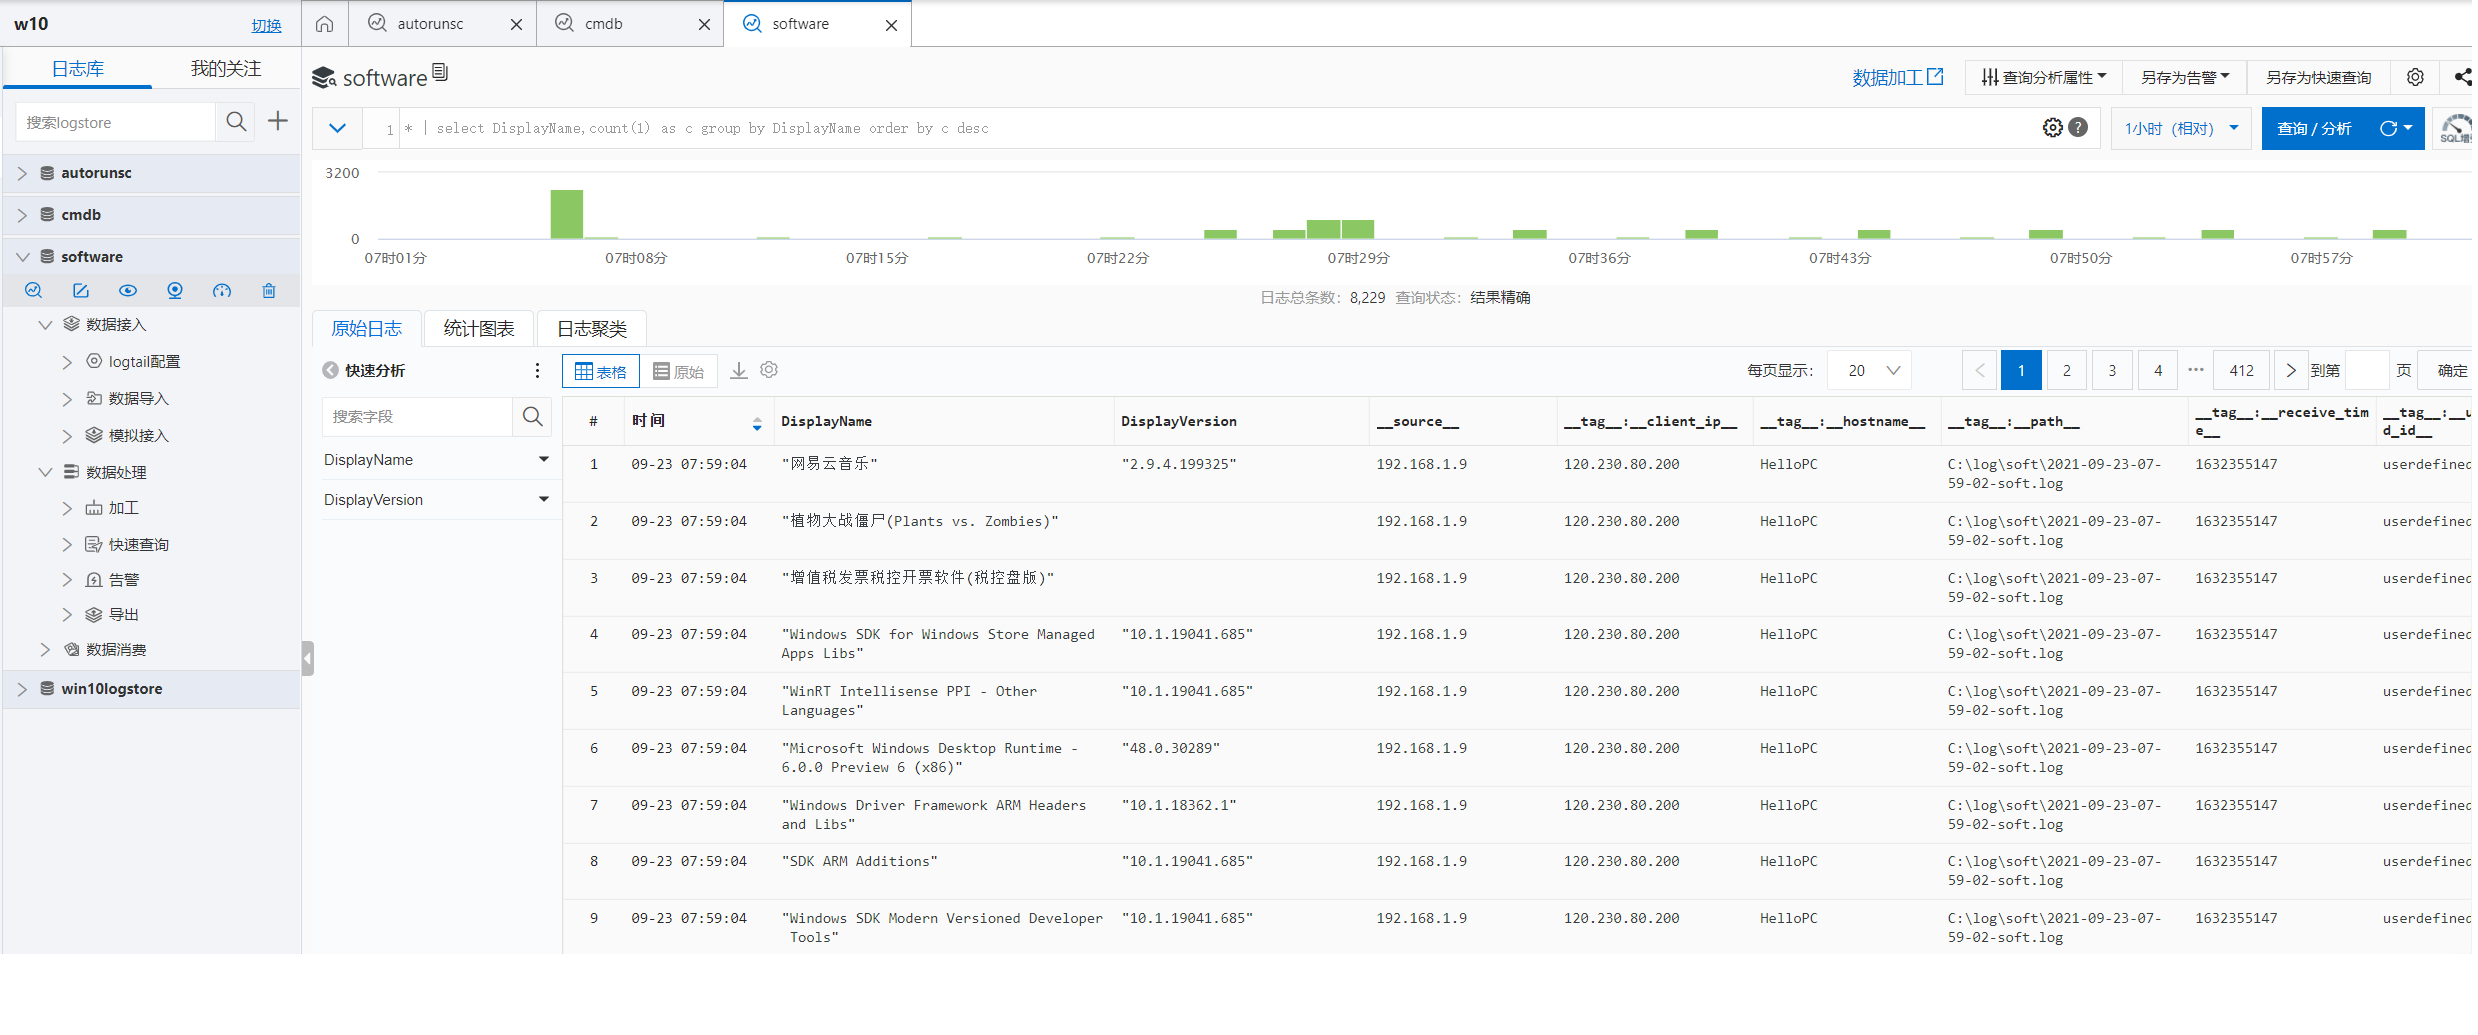 w10 切换
autorunsc
cmdb
software
日志库 我的关注
搜索logstore
autorunsc
cmdb
software
数据接入
logtail配置
数据导入
模拟接入
数据处理
加工
快速查询
告警
导出
数据消费
win10logstore
software
数据加工 查询分析属性 另存为告警 另存为快速查询
1 * | select DisplayName,count(1) as c group by DisplayName order by c desc
? 1小时（相对） 查询 / 分析
3200
0
07时01分 07时08分 07时15分 07时22分 07时29分 07时36分 07时43分 07时50分 07时57分
日志总条数: 8,229 查询状态: 结果精确
原始日志 统计图表 日志聚类
快速分析
搜索字段
DisplayName
DisplayVersion
表格 原始
每页显示: 20 1 2 3 4 ··· 412 到第 页 确定
# 时间 DisplayName DisplayVersion __source__ __tag__:__client_ip__ __tag__:__hostname__ __tag__:__path__ __tag__:__receive_tim
e__ __tag__:__u
d_id__
1 09-23 07:59:04 "网易云音乐" "2.9.4.199325" 192.168.1.9 120.230.80.200 HelloPC C:\log\soft\2021-09-23-07- 1632355147 userdefined
59-02-soft.log
2 09-23 07:59:04 "植物大战僵尸(Plants vs. Zombies)" 192.168.1.9 120.230.80.200 HelloPC C:\log\soft\2021-09-23-07- 1632355147 userdefined
59-02-soft.log
3 09-23 07:59:04 "增值税发票税控开票软件(税控盘版)" 192.168.1.9 120.230.80.200 HelloPC C:\log\soft\2021-09-23-07- 1632355147 userdefined
59-02-soft.log
4 09-23 07:59:04 "Windows SDK for Windows Store Managed "10.1.19041.685" 192.168.1.9 120.230.80.200 HelloPC C:\log\soft\2021-09-23-07- 1632355147 userdefined
Apps Libs" 59-02-soft.log
5 09-23 07:59:04 "WinRT Intellisense PPI - Other "10.1.19041.685" 192.168.1.9 120.230.80.200 HelloPC C:\log\soft\2021-09-23-07- 1632355147 userdefined
Languages" 59-02-soft.log
6 09-23 07:59:04 "Microsoft Windows Desktop Runtime - "48.0.30289" 192.168.1.9 120.230.80.200 HelloPC C:\log\soft\2021-09-23-07- 1632355147 userdefined
6.0.0 Preview 6 (x86)" 59-02-soft.log
7 09-23 07:59:04 "Windows Driver Framework ARM Headers "10.1.18362.1" 192.168.1.9 120.230.80.200 HelloPC C:\log\soft\2021-09-23-07- 1632355147 userdefined
and Libs" 59-02-soft.log
8 09-23 07:59:04 "SDK ARM Additions" "10.1.19041.685" 192.168.1.9 120.230.80.200 HelloPC C:\log\soft\2021-09-23-07- 1632355147 userdefined
59-02-soft.log
9 09-23 07:59:04 "Windows SDK Modern Versioned Developer "10.1.19041.685" 192.168.1.9 120.230.80.200 HelloPC C:\log\soft\2021-09-23-07- 1632355147 userdefined
Tools" 59-02-soft.log